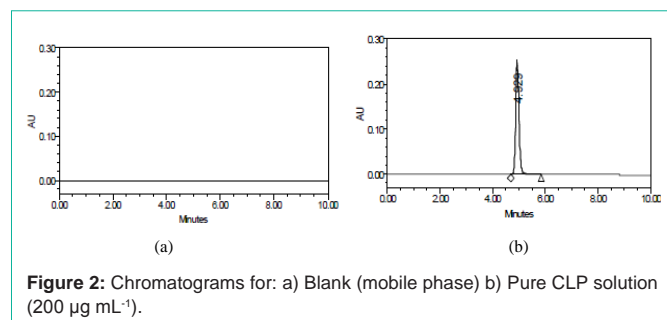 0.30
0.20
AU
0.10
0.00
0.00 2.00 4.00 6.00 8.00 10.00
Minutes
(a)
0.30
0.20
AU
0.10
0.00
4.929
0.00 2.00 4.00 6.00 8.00 10.00
Minutes
(b)
Figure 2: Chromatograms for: a) Blank (mobile phase) b) Pure CLP solution
(200 µg mL⁻¹).